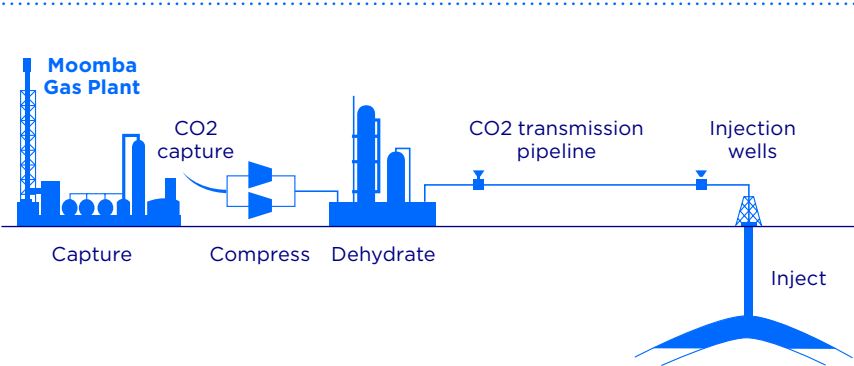 Moomba
Gas Plant
CO2
capture
CO2 transmission
pipeline
Injection
wells
Capture
Compress
Dehydrate
Inject